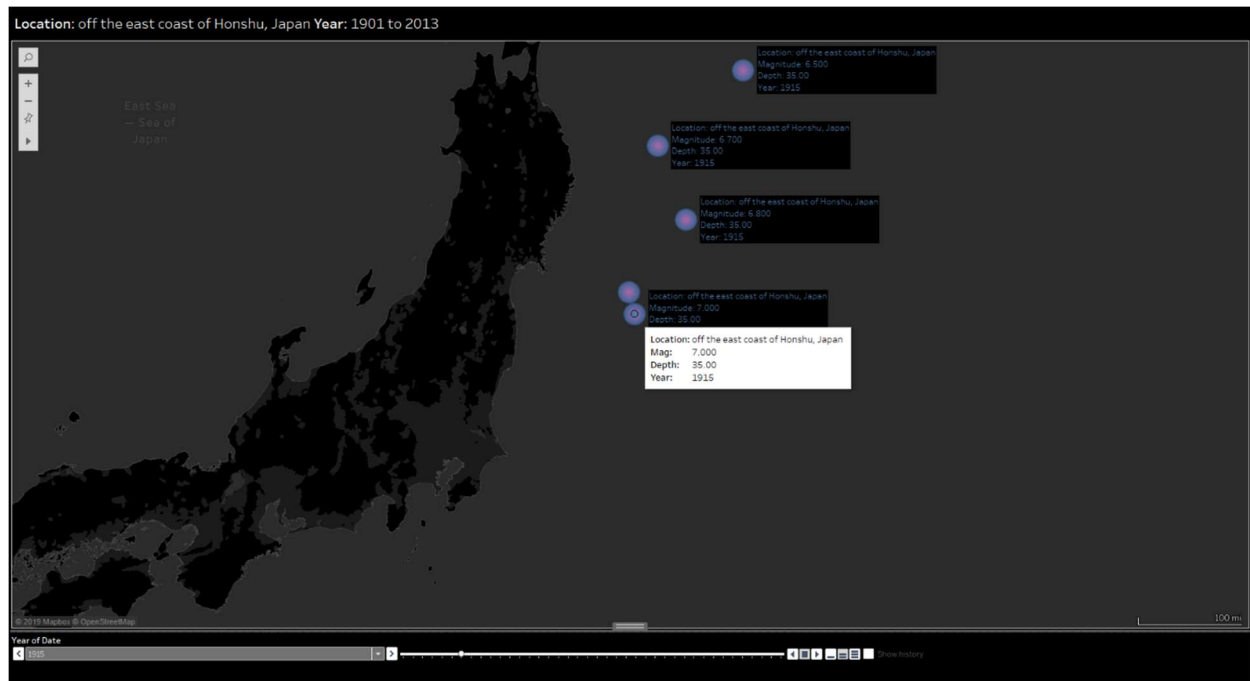 Location: off the east coast of Honshu, Japan Year: 1901 to 2013
East Sea
— Sea of
Japan
Location: off the east coast of Honshu, Japan
Magnitude: 6.500
Depth: 35.00
Year: 1915
Location: off the east coast of Honshu, Japan
Magnitude: 6.700
Depth: 35.00
Year: 1915
Location: off the east coast of Honshu, Japan
Magnitude: 6.800
Depth: 35.00
Year: 1915
Location: off the east coast of Honshu, Japan
Magnitude: 7.000
Depth: 35.00
Location: off the east coast of Honshu, Japan
Mag: 7.000
Depth: 35.00
Year: 1915
© 2019 Mapbox © OpenStreetMap
100 mi
Year of Date
1915
Show history